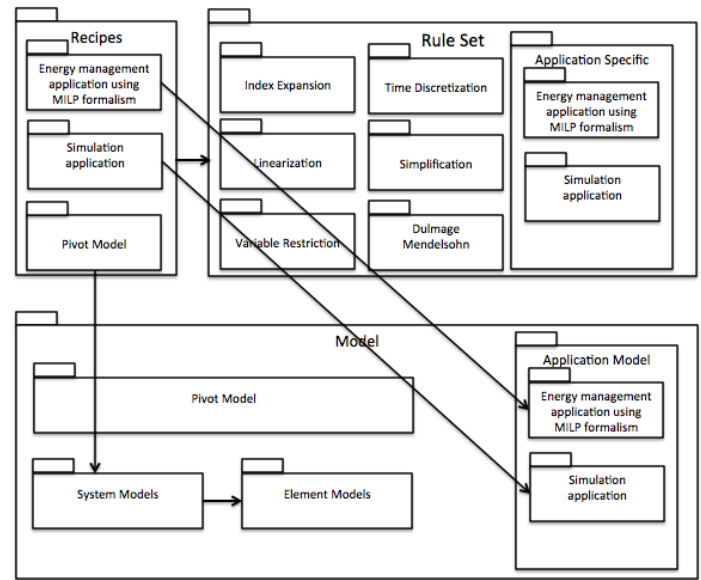 Recipes
Energy management
application using
MILP formalism
Simulation
application
Pivot Model
Rule Set
Index Expansion
Time Discretization
Linearization
Simplification
Variable Restriction
Dulmage
Mendelsohn
Application Specific
Energy management
application using
MILP formalism
Simulation
application
Model
Pivot Model
System Models
Element Models
Application Model
Energy management
application using
MILP formalism
Simulation
application